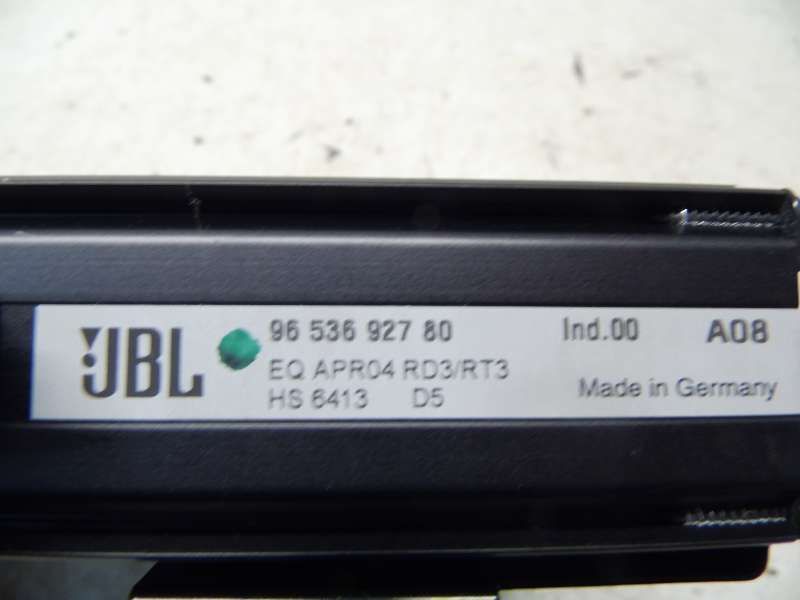 JBL 96 536 927 80 Ind.00 A08
EQ APR04 RD3/RT3
HS 6413 D5 Made in Germany